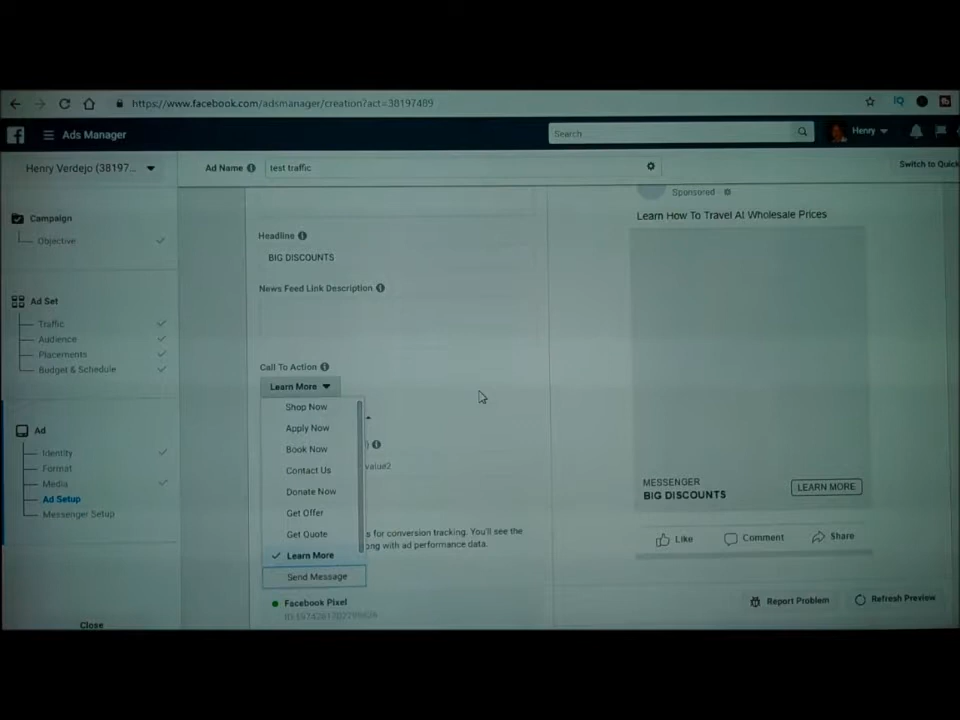 https://www.facebook.com/adsmanager/creation?act=38197489
Ads Manager
Search
Henry
Henry Verdejo (38197...
Ad Name
test traffic
Switch to Quick
Campaign
Objective
Ad Set
Traffic
Audience
Placements
Budget & Schedule
Ad
Identity
Format
Media
Ad Setup
Messenger Setup
Close
Headline
BIG DISCOUNTS
News Feed Link Description
Call To Action
Learn More
Shop Now
Apply Now
Book Now
Contact Us
Donate Now
Get Offer
Get Quote
Learn More
Send Message
value2
s for conversion tracking. You'll see the
ong with ad performance data.
Facebook Pixel
Sponsored
Learn How To Travel At Wholesale Prices
MESSENGER
BIG DISCOUNTS
LEARN MORE
Like
Comment
Share
Report Problem
Refresh Preview